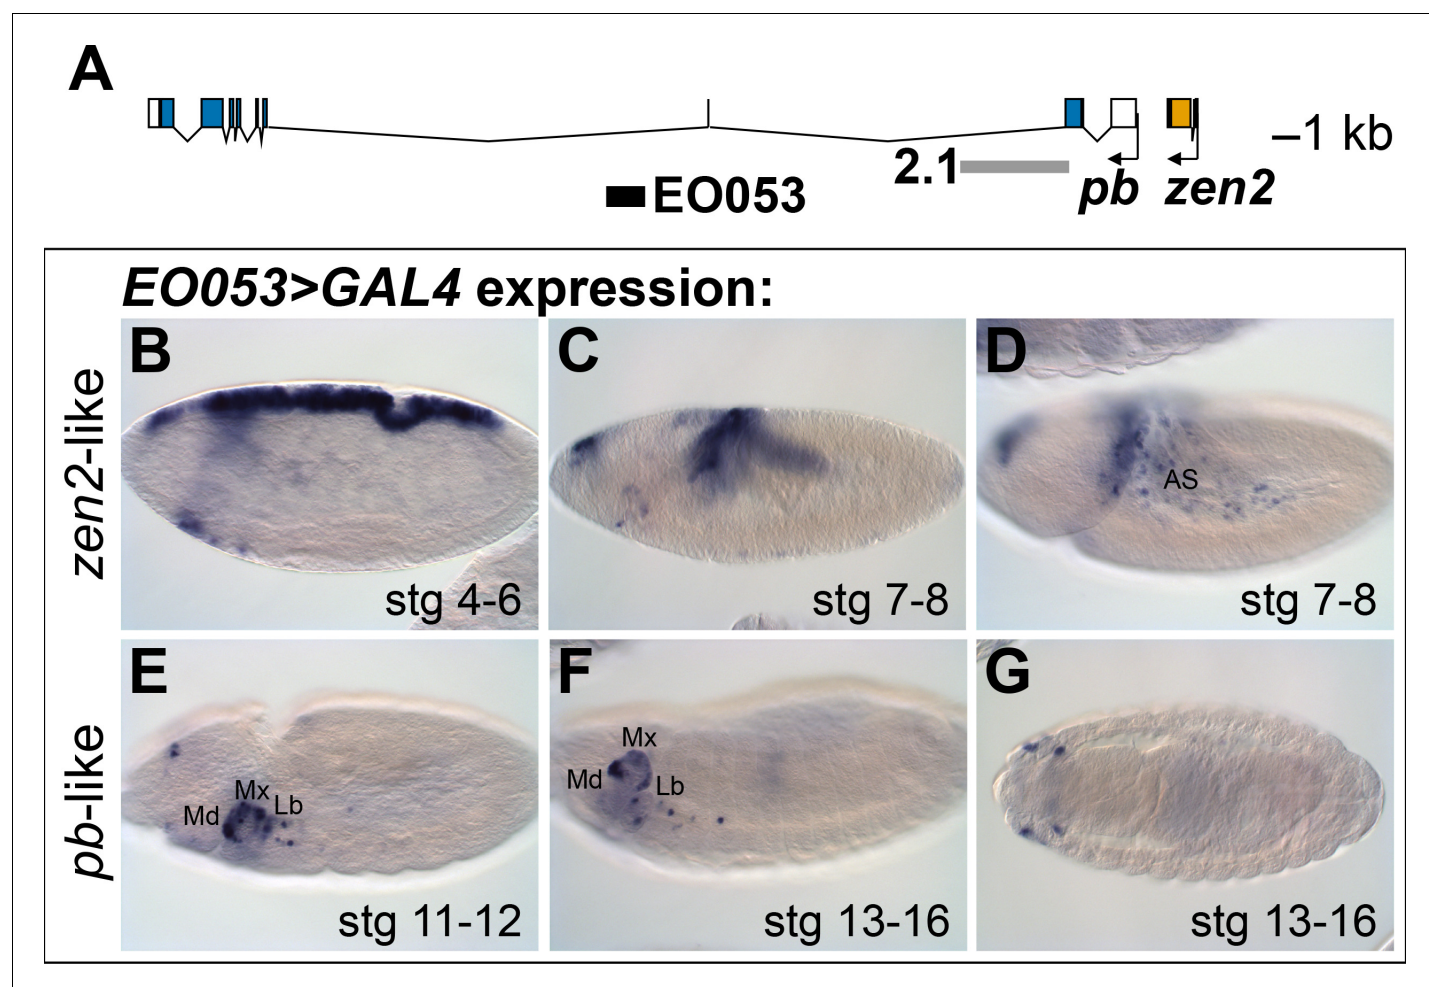 A
–1 kb
2.1
pb
zen2
EO053
EO053>GAL4 expression:
zen2-like
B
stg 4-6
C
stg 7-8
D
AS
stg 7-8
pb-like
E
Md
Mx
Lb
stg 11-12
F
Mx
Md
Lb
stg 13-16
G
stg 13-16